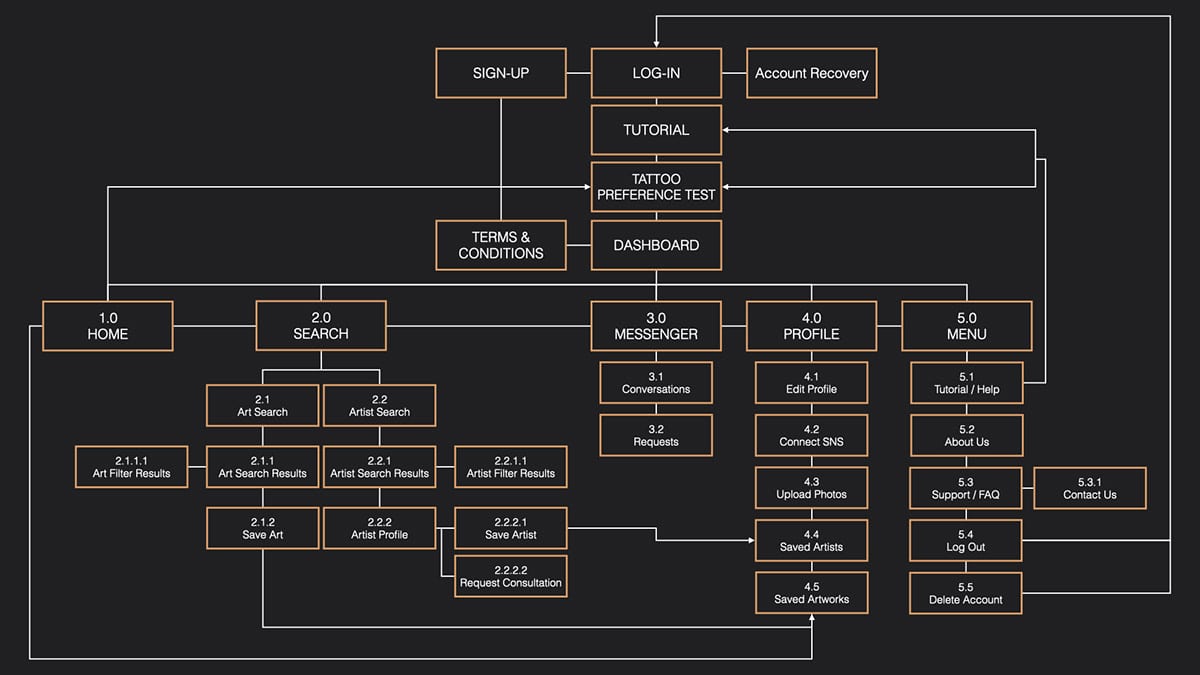 SIGN-UP
LOG-IN
Account Recovery
TUTORIAL
TATTOO
PREFERENCE TEST
TERMS &
CONDITIONS
DASHBOARD
1.0
HOME
2.0
SEARCH
3.0
MESSENGER
4.0
PROFILE
5.0
MENU
2.1
Art Search
2.2
Artist Search
3.1
Conversations
4.1
Edit Profile
5.1
Tutorial / Help
3.2
Requests
4.2
Connect SNS
5.2
About Us
2.1.1.1
Art Filter Results
2.1.1
Art Search Results
2.2.1
Artist Search Results
2.2.1.1
Artist Filter Results
4.3
Upload Photos
5.3
Support / FAQ
5.3.1
Contact Us
2.1.2
Save Art
2.2.2
Artist Profile
2.2.2.1
Save Artist
4.4
Saved Artists
5.4
Log Out
2.2.2.2
Request Consultation
4.5
Saved Artworks
5.5
Delete Account